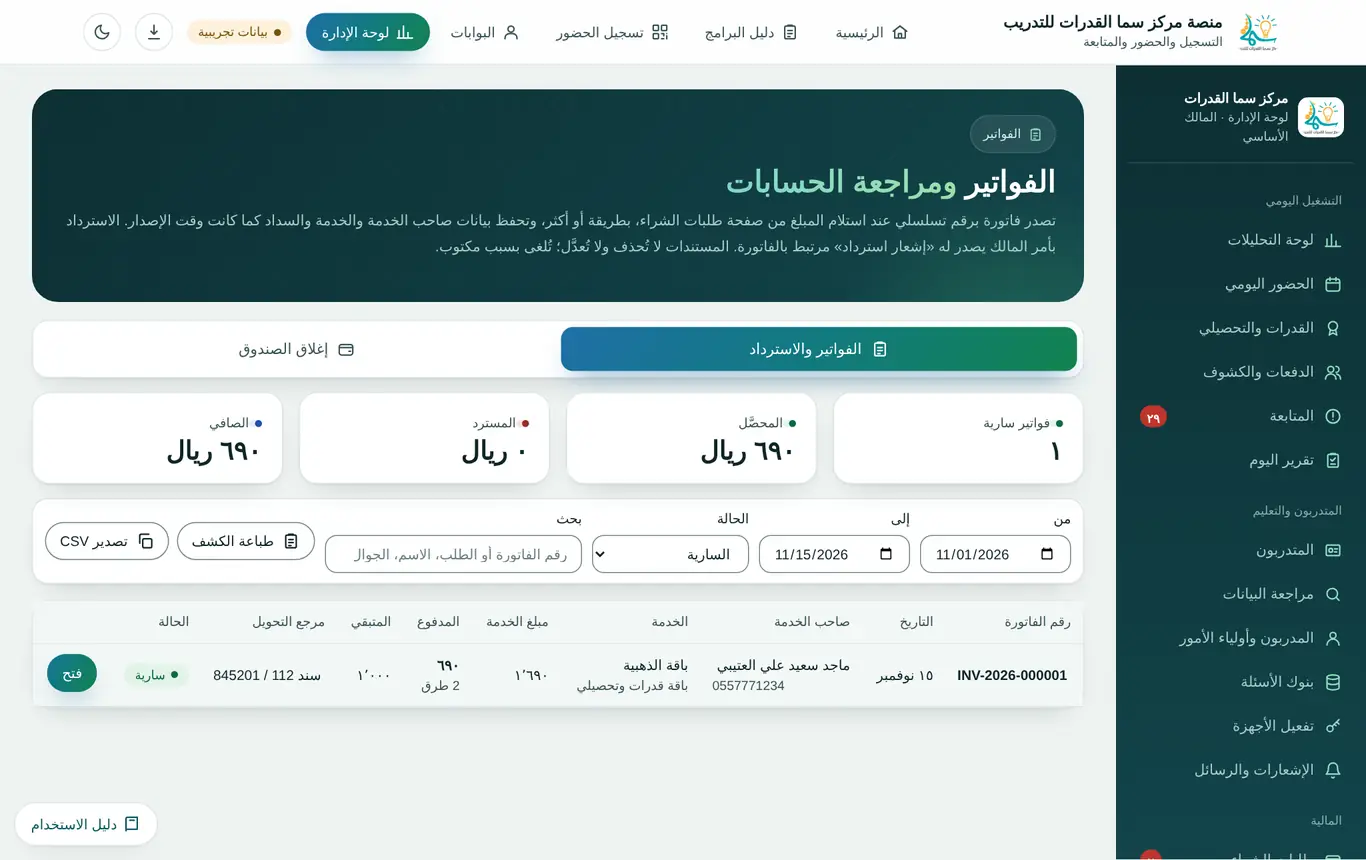 منصة مركز سما القدرات للتدريب
التسجيل والحضور والمتابعة
الرئيسية
دليل البرامج
تسجيل الحضور
البوابات
لوحة الإدارة
بيانات تجريبية
مركز سما القدرات
لوحة الإدارة · المالك
الأساسي
التشغيل اليومي
لوحة التحليلات
الحضور اليومي
القدرات والتحصيلي
الدفعات والكشوف
المتابعة
٢٩
تقرير اليوم
المتدربون والتعليم
المتدربون
مراجعة البيانات
المدربون وأولياء الأمور
بنوك الأسئلة
تفعيل الأجهزة
الإشعارات والرسائل
المالية
الفواتير
الفواتير ومراجعة الحسابات
تصدر فاتورة برقم تسلسلي عند استلام المبلغ من صفحة طلبات الشراء، بطريقة أو أكثر، وتحفظ بيانات صاحب الخدمة والخدمة والسداد كما كانت وقت الإصدار. الاسترداد
بأمر المالك يصدر له «إشعار استرداد» مرتبط بالفاتورة. المستندات لا تُحذف ولا تُعدَّل؛ تُلغى بسبب مكتوب.
الفواتير والاسترداد
إغلاق الصندوق
فواتير سارية
١
المحصَّل
٦٩٠ ريال
المسترد
٠ ريال
الصافي
٦٩٠ ريال
من
إلى
الحالة
بحث
11/01/2026
11/15/2026
السارية
رقم الفاتورة أو الطلب، الاسم، الجوال
طباعة الكشف
تصدير CSV
رقم الفاتورة
التاريخ
صاحب الخدمة
الخدمة
مبلغ الخدمة
المدفوع
المتبقي
مرجع التحويل
الحالة
INV-2026-000001
١٥ نوفمبر
ماجد سعيد علي العتيبي
0557771234
باقة الذهبية
باقة قدرات وتحصيلي
١٬٦٩٠
٦٩٠
2 طرق
١٬٠٠٠
سند 112 / 845201
سارية
فتح
دليل الاستخدام